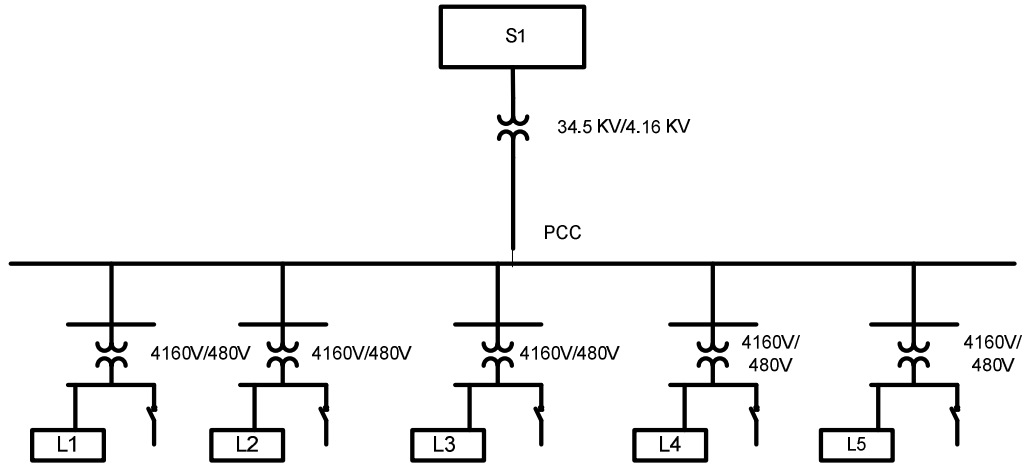 S1
34.5 KV/4.16 KV
PCC
4160V/480V
4160V/480V
4160V/480V
4160V/
480V
4160V/
480V
L1
L2
L3
L4
L5